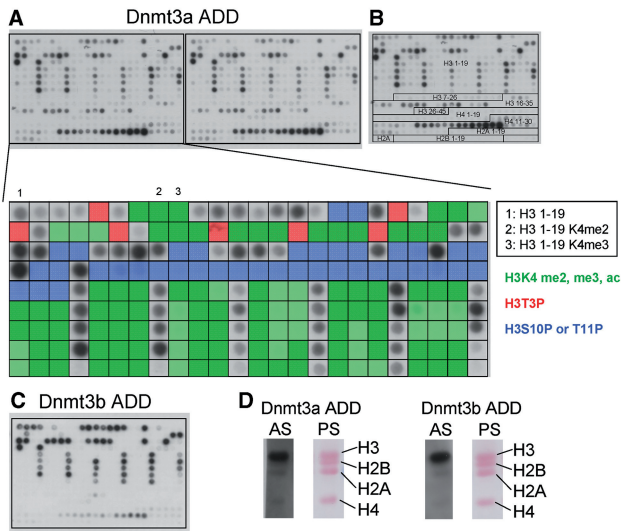 A
Dnmt3a ADD
B
H3 1-19
H3 7-26
H3 16-35
H3 26-45
H4 1-19
H4 11-30
H2A 1-19
H2A
H2B 1-19
1
2
3
1: H3 1-19
2: H3 1-19 K4me2
3: H3 1-19 K4me3
H3K4 me2, me3, ac
H3T3P
H3S10P or T11P
C
Dnmt3b ADD
D
Dnmt3a ADD
AS
PS
H3
H2B
H2A
H4
Dnmt3b ADD
AS
PS
H3
H2B
H2A
H4